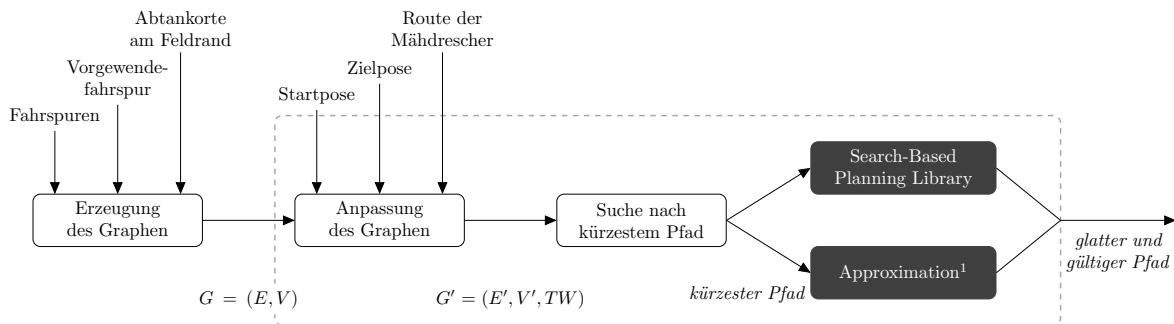 Abtankorte
am Feldrand
Vorgewende-
fahrspur
Fahrspuren
Route der
Mähdrescher
Zielpose
Startpose
Erzeugung
des Graphen
Anpassung
des Graphen
Suche nach
kürzestem Pfad
Search-Based
Planning Library
Approximation¹
G = (E, V)
G′ = (E′, V′, TW)
kürzester Pfad
glatter und
gültiger Pfad